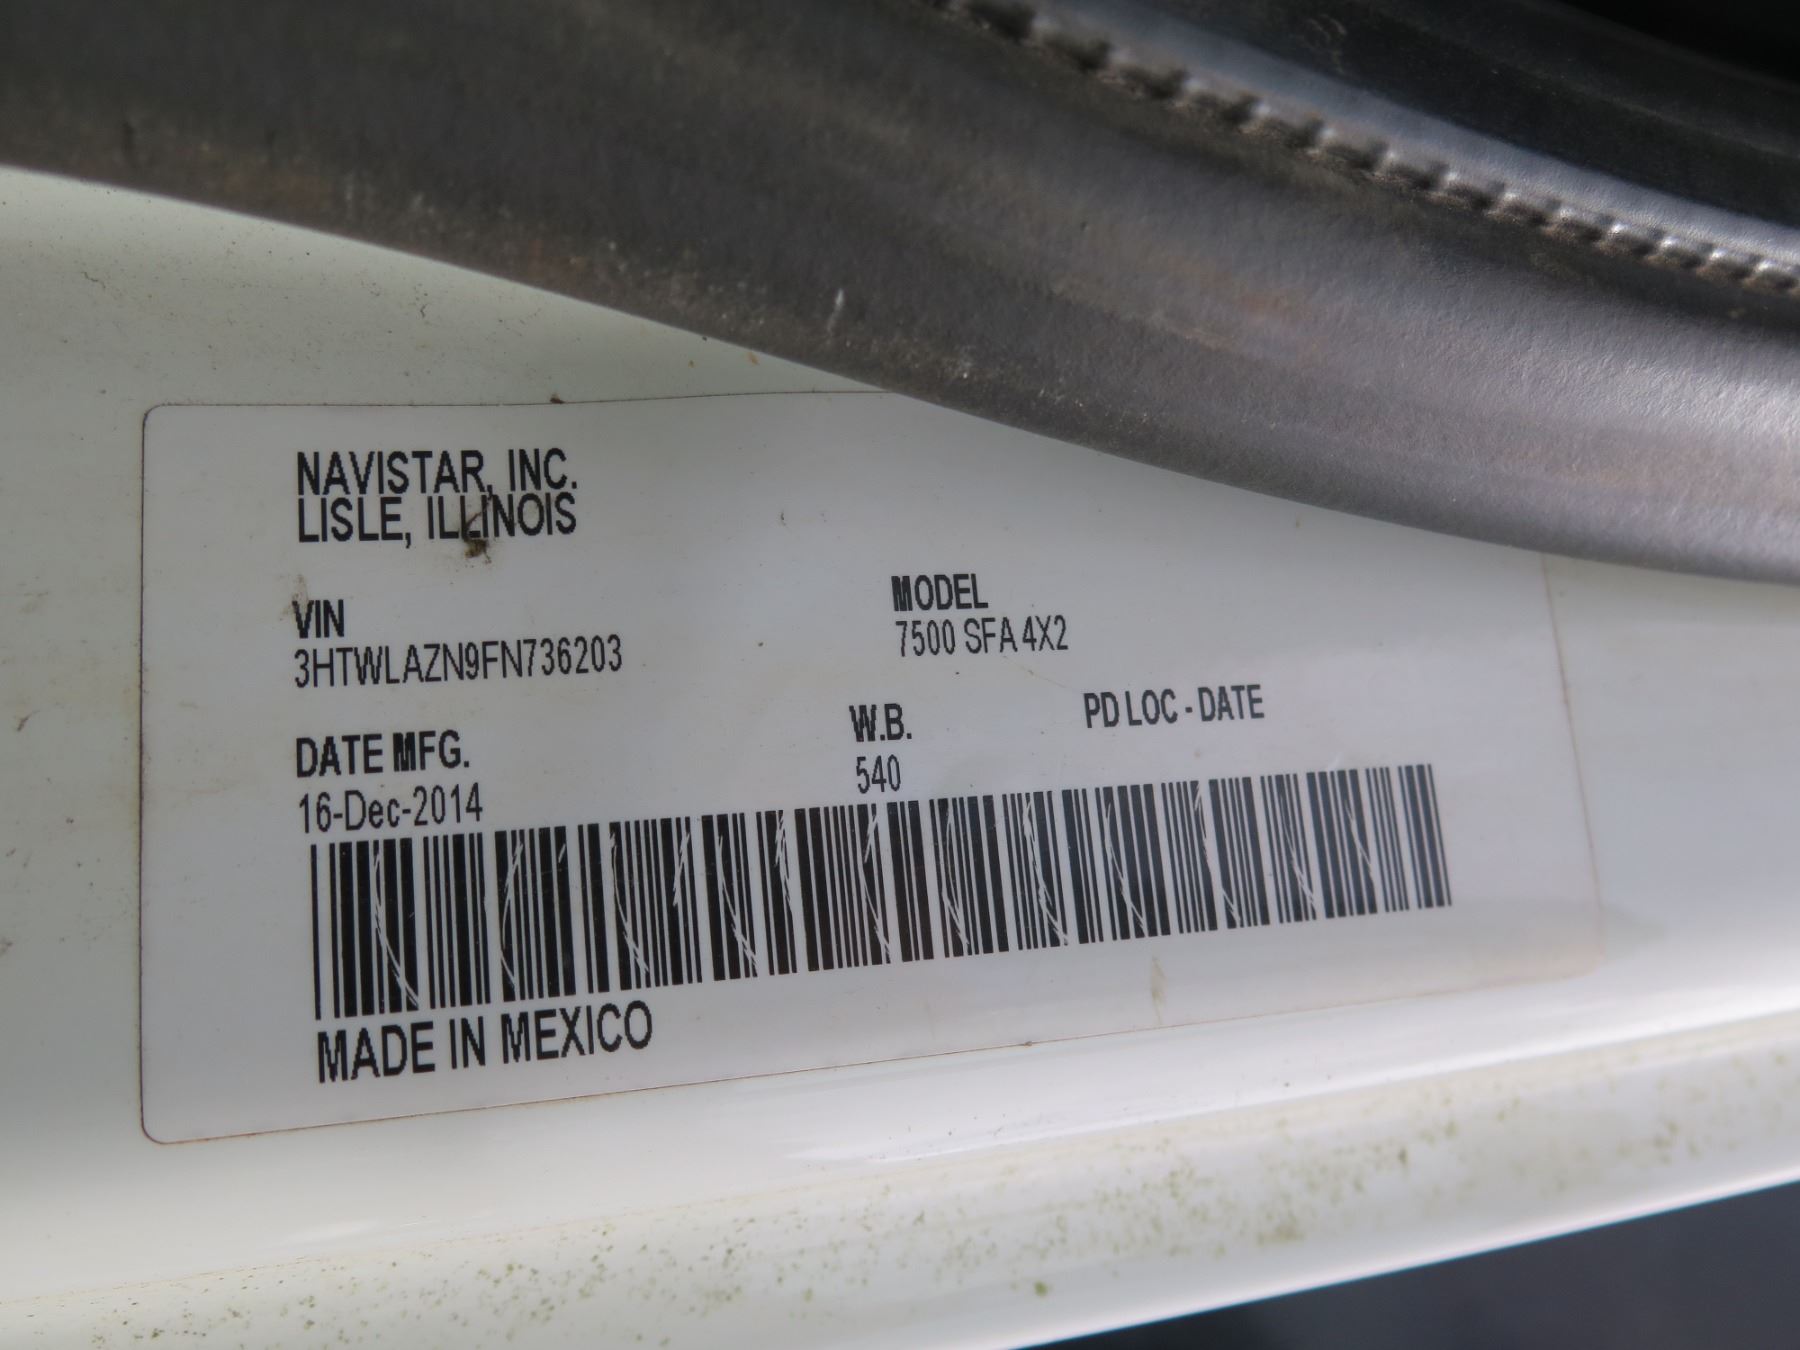 NAVISTAR, INC.
LISLE, ILLINOIS
VIN
3HTWLAZN9FN736203
MODEL
7500 SFA 4X2
DATE MFG.
16-Dec-2014
W.B.
540
PD LOC - DATE
MADE IN MEXICO